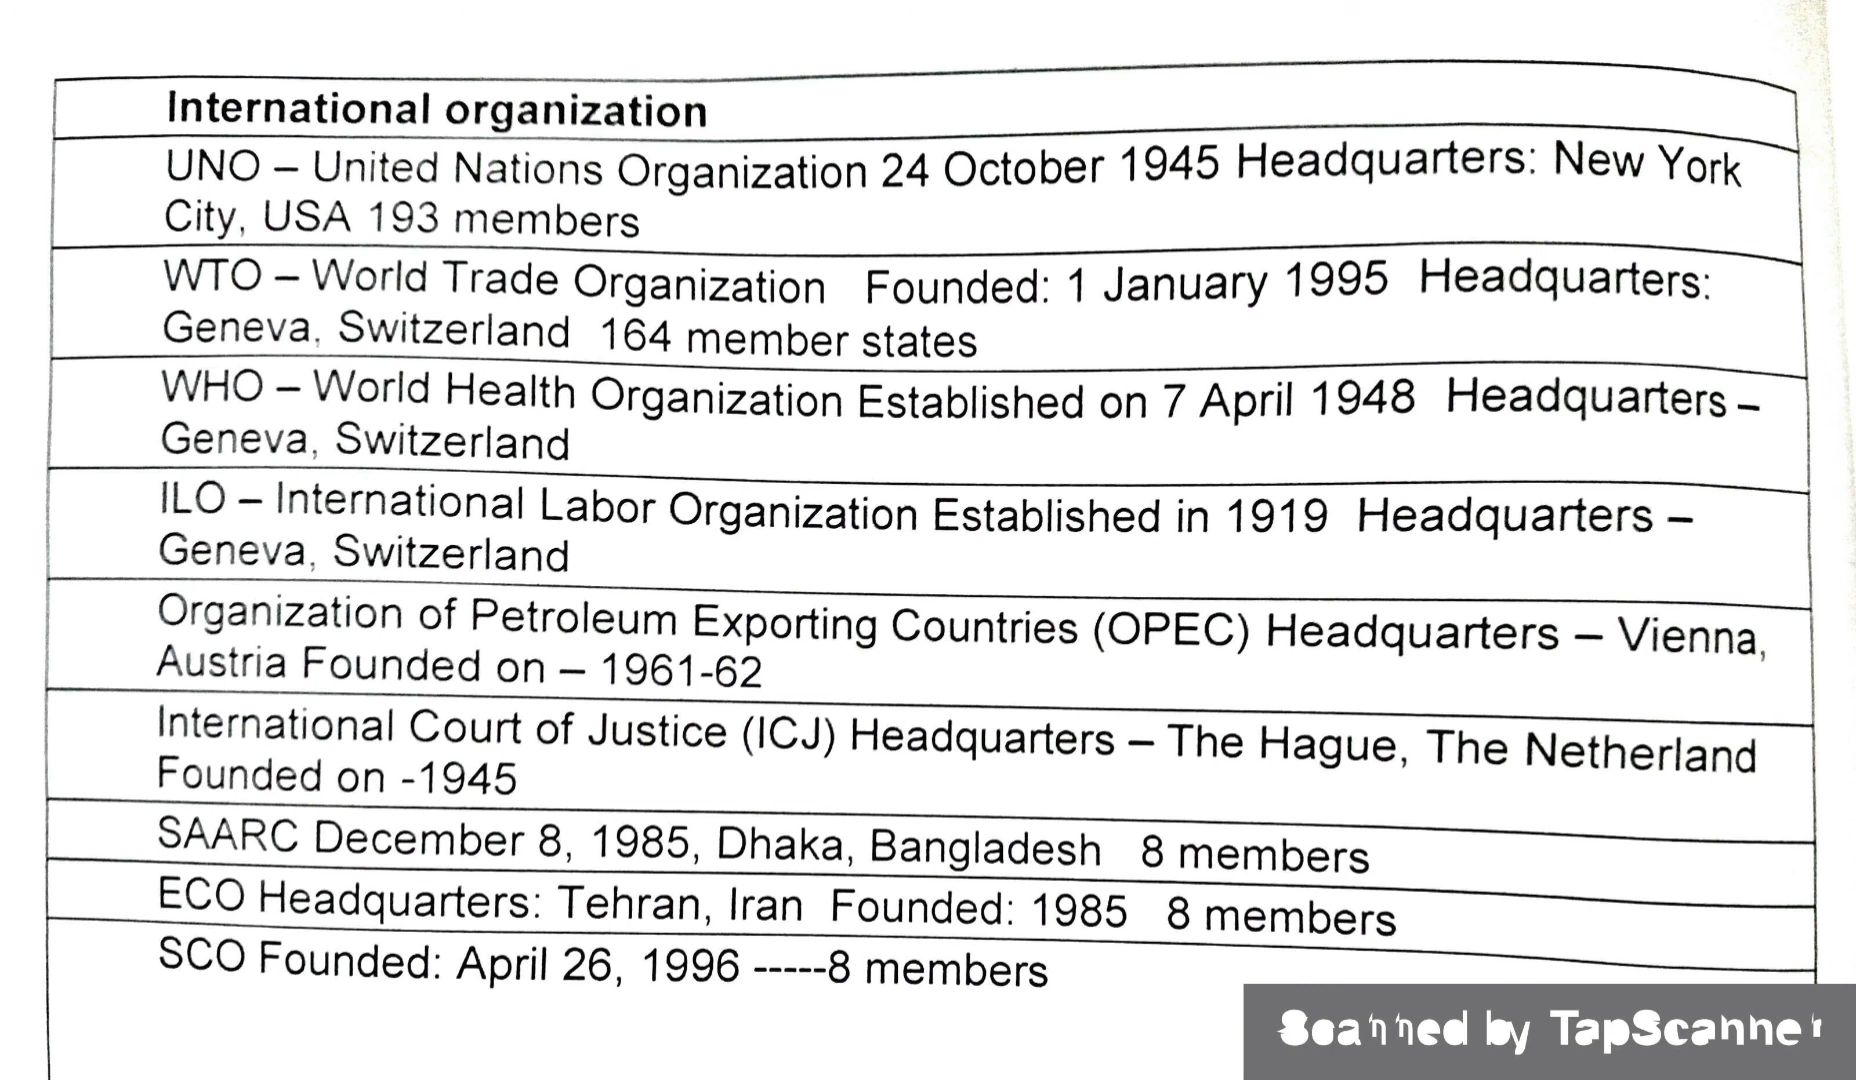 International organization
UNO – United Nations Organization 24 October 1945 Headquarters: New York
City, USA 193 members
WTO – World Trade Organization Founded: 1 January 1995 Headquarters:
Geneva, Switzerland 164 member states
WHO – World Health Organization Established on 7 April 1948 Headquarters –
Geneva, Switzerland
ILO – International Labor Organization Established in 1919 Headquarters –
Geneva, Switzerland
Organization of Petroleum Exporting Countries (OPEC) Headquarters – Vienna,
Austria Founded on – 1961-62
International Court of Justice (ICJ) Headquarters – The Hague, The Netherland
Founded on -1945
SAARC December 8, 1985, Dhaka, Bangladesh 8 members
ECO Headquarters: Tehran, Iran Founded: 1985 8 members
SCO Founded: April 26, 1996 -----8 members
Scanned by TapScanner